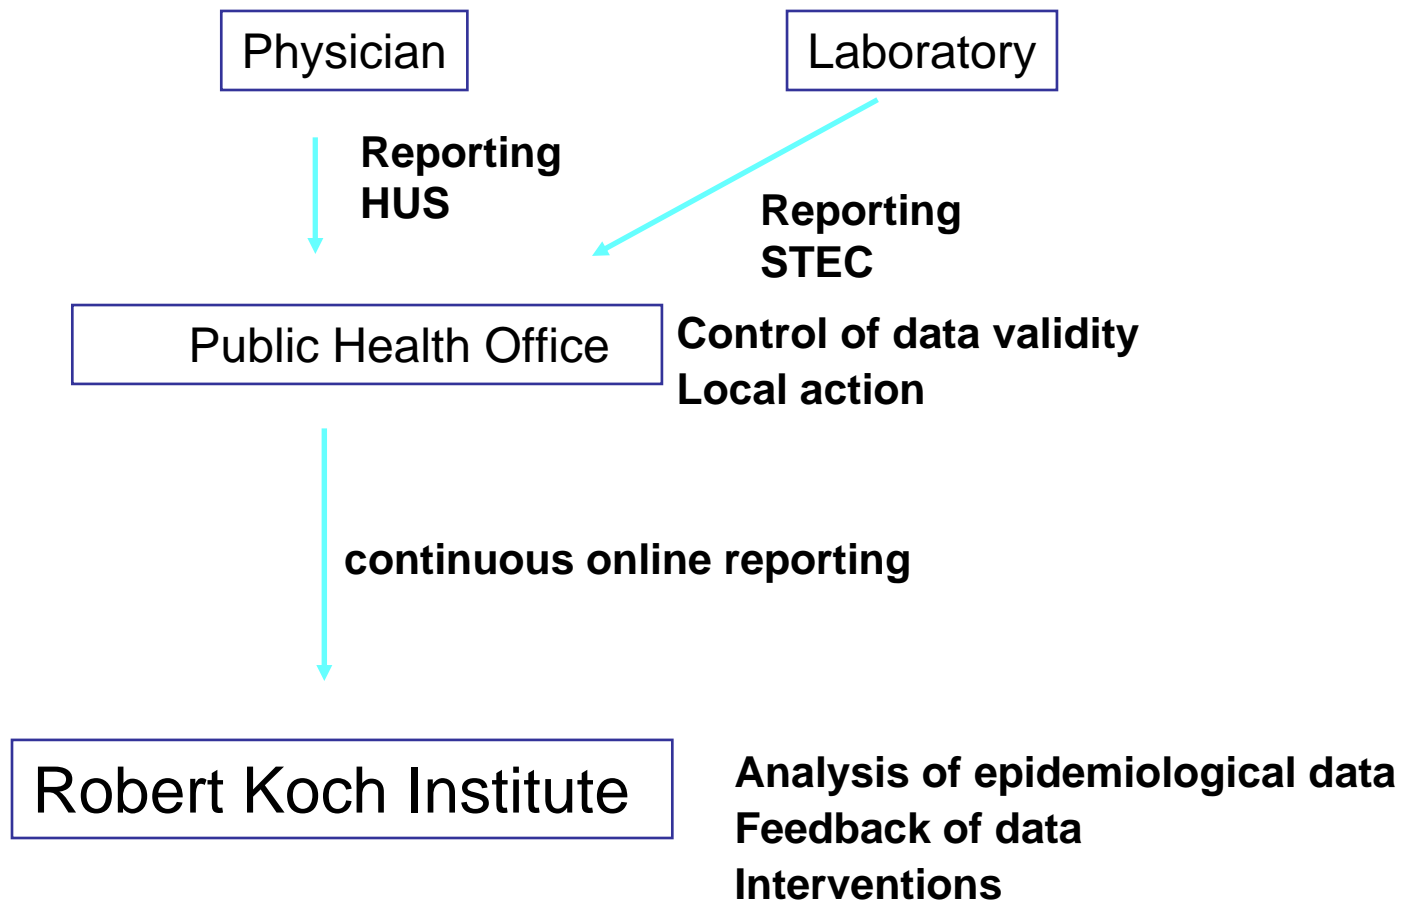 Physician
Laboratory
Reporting
HUS
Reporting
STEC
Public Health Office
Control of data validity
Local action
continuous online reporting
Robert Koch Institute
Analysis of epidemiological data
Feedback of data
Interventions